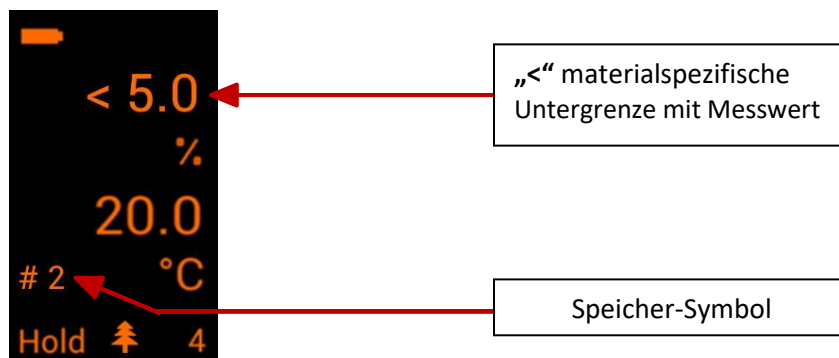 < 5.0
%
20.0
°C
# 2
Hold 4
„<“ materialspezifische
Untergrenze mit Messwert
Speicher-Symbol